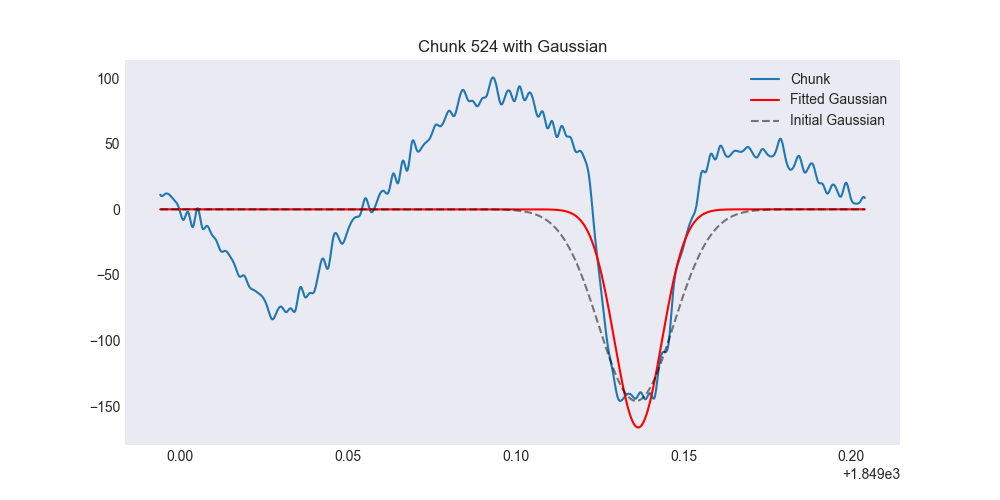 Chunk 524 with Gaussian
Chunk
Fitted Gaussian
Initial Gaussian
100
50
0
−50
−100
−150
0.00 0.05 0.10 0.15 0.20
+1.849e3